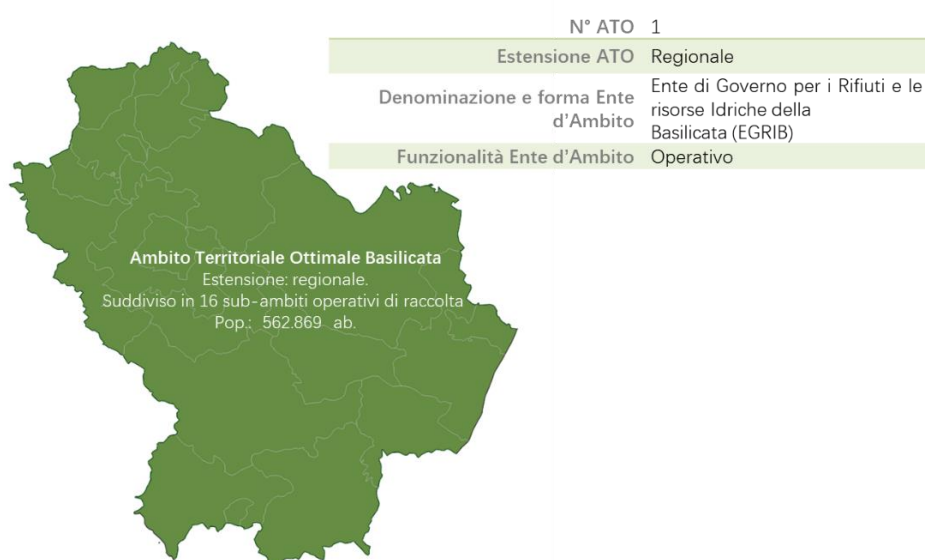 N° ATO 1
Estensione ATO Regionale
Denominazione e forma Ente d'Ambito
Ente di Governo per i Rifiuti e le
risorse Idriche della
Basilicata (EGRIB)
Funzionalità Ente d'Ambito Operativo
Ambito Territoriale Ottimale Basilicata
Estensione: regionale.
Suddiviso in 16 sub-ambiti operativi di raccolta
Pop.: 562.869 ab.